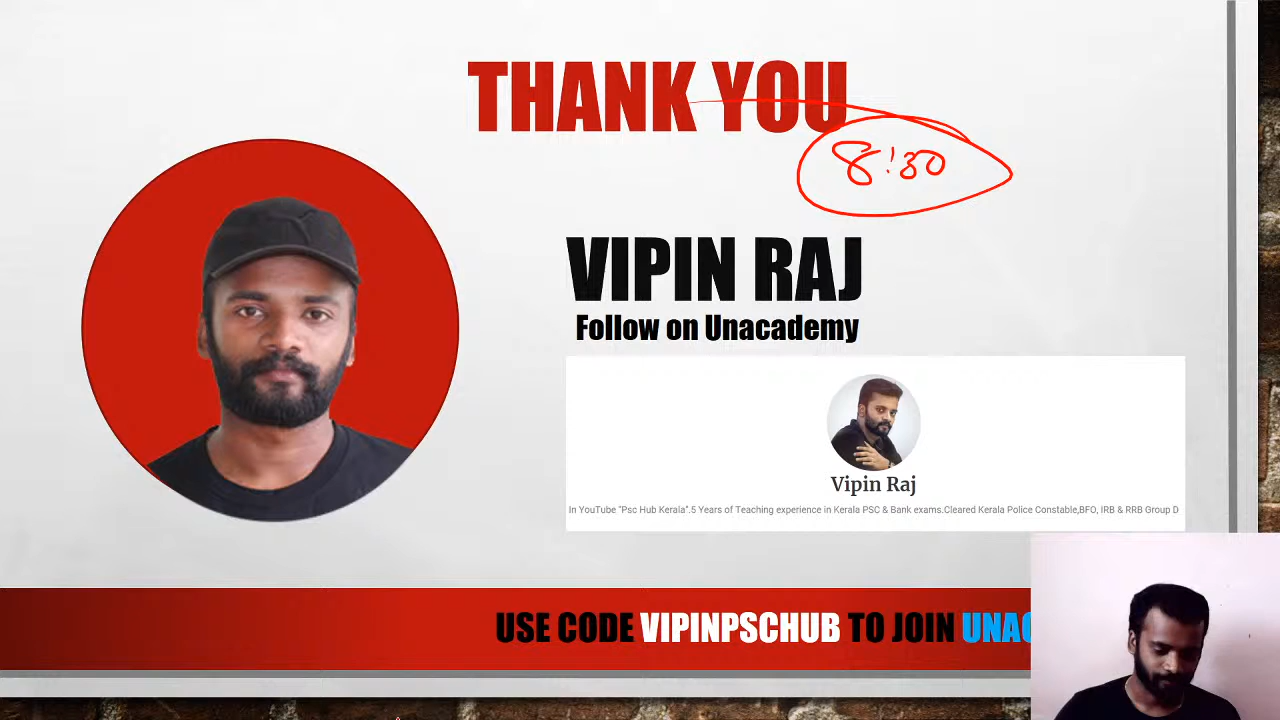 THANK YOU
8:30
VIPIN RAJ
Follow on Unacademy
Vipin Raj
In YouTube "Psc Hub Kerala".5 Years of Teaching experience in Kerala PSC & Bank exams.Cleared Kerala Police Constable,BFO, IRB & RRB Group D
USE CODE VIPINPSCHUB TO JOIN UNAC